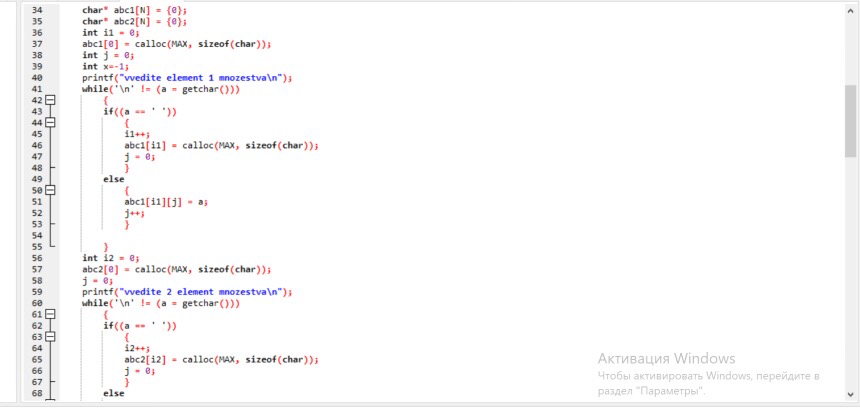 34 char* abc1[N] = {0};
35 char* abc2[N] = {0};
36 int i1 = 0;
37 abc1[0] = calloc(MAX, sizeof(char));
38 int j = 0;
39 int x=-1;
40 printf("vvedite element 1 mnozestva\n");
41 while('\n' != (a = getchar()))
42 {
43 if((a == ' '))
44 {
45 i1++;
46 abc1[i1] = calloc(MAX, sizeof(char));
47 j = 0;
48 }
49 else
50 {
51 abc1[i1][j] = a;
52 j++;
53 }
54
55 }
56 int i2 = 0;
57 abc2[0] = calloc(MAX, sizeof(char));
58 j = 0;
59 printf("vvedite 2 element mnozestva\n");
60 while('\n' != (a = getchar()))
61 {
62 if((a == ' '))
63 {
64 i2++;
65 abc2[i2] = calloc(MAX, sizeof(char));
66 j = 0;
67 }
68 else
Активация Windows
Чтобы активировать Windows, перейдите в
раздел "Параметры".